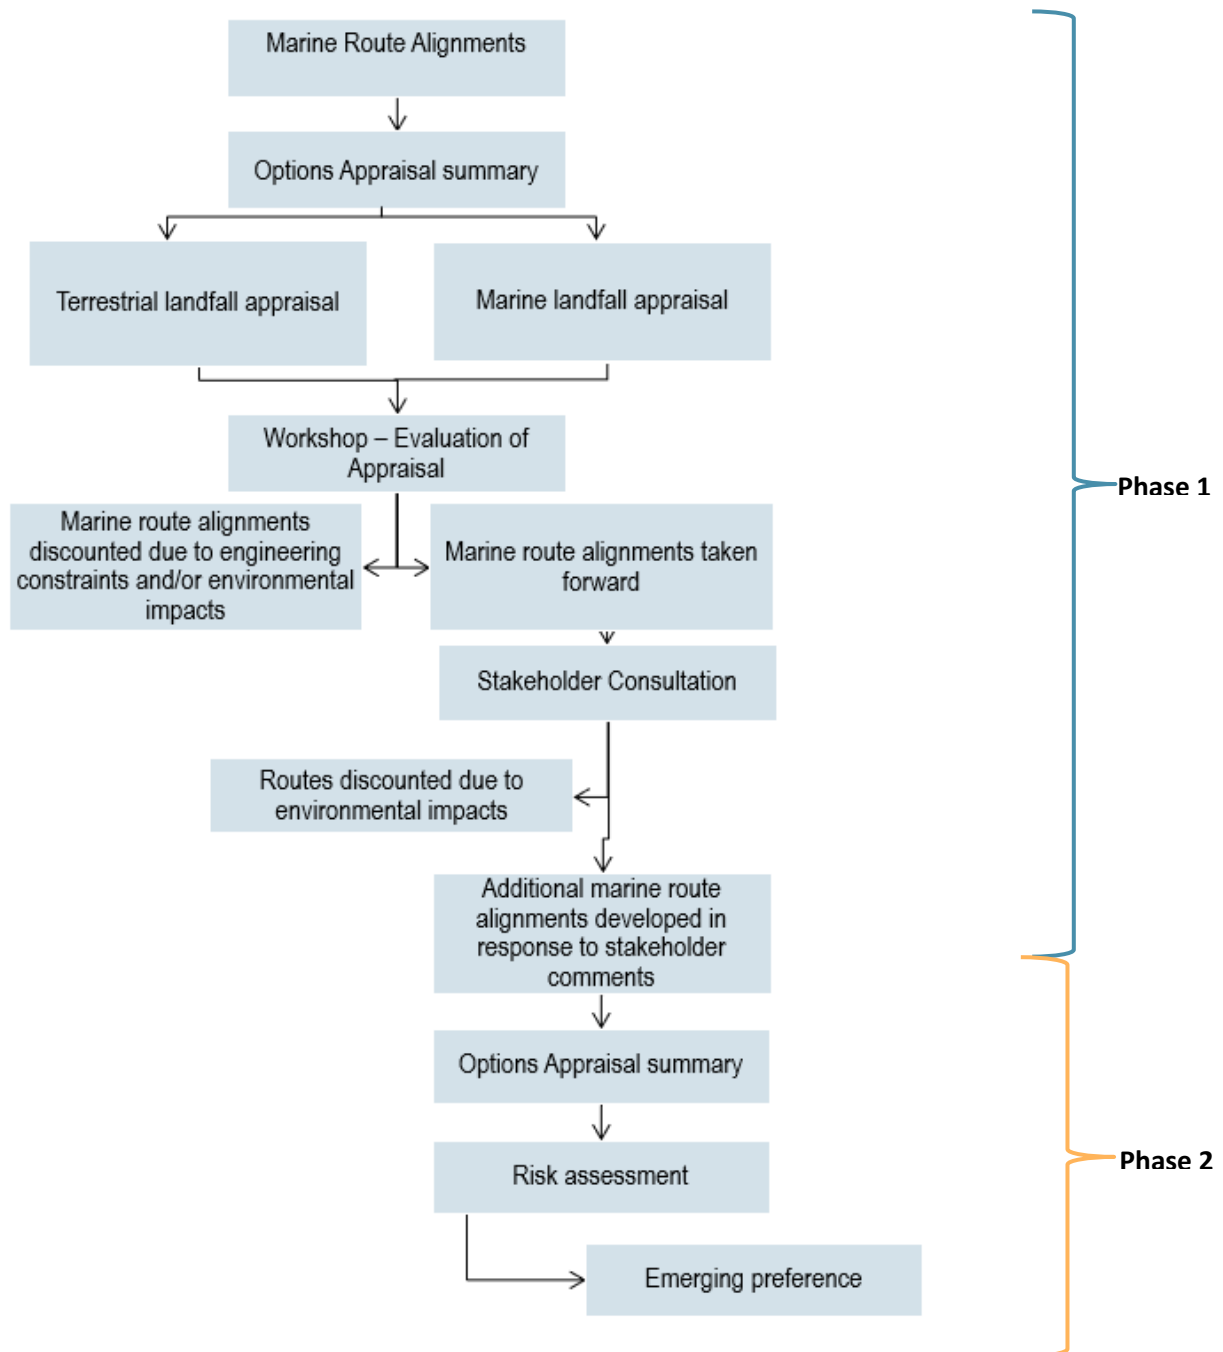 Marine Route Alignments
Options Appraisal summary
Terrestrial landfall appraisal
Marine landfall appraisal
Workshop – Evaluation of
Appraisal
Marine route alignments
discounted due to engineering
constraints and/or environmental
impacts
Marine route alignments taken
forward
Phase 1
Stakeholder Consultation
Routes discounted due to
environmental impacts
Additional marine route
alignments developed in
response to stakeholder
comments
Options Appraisal summary
Risk assessment
Phase 2
Emerging preference